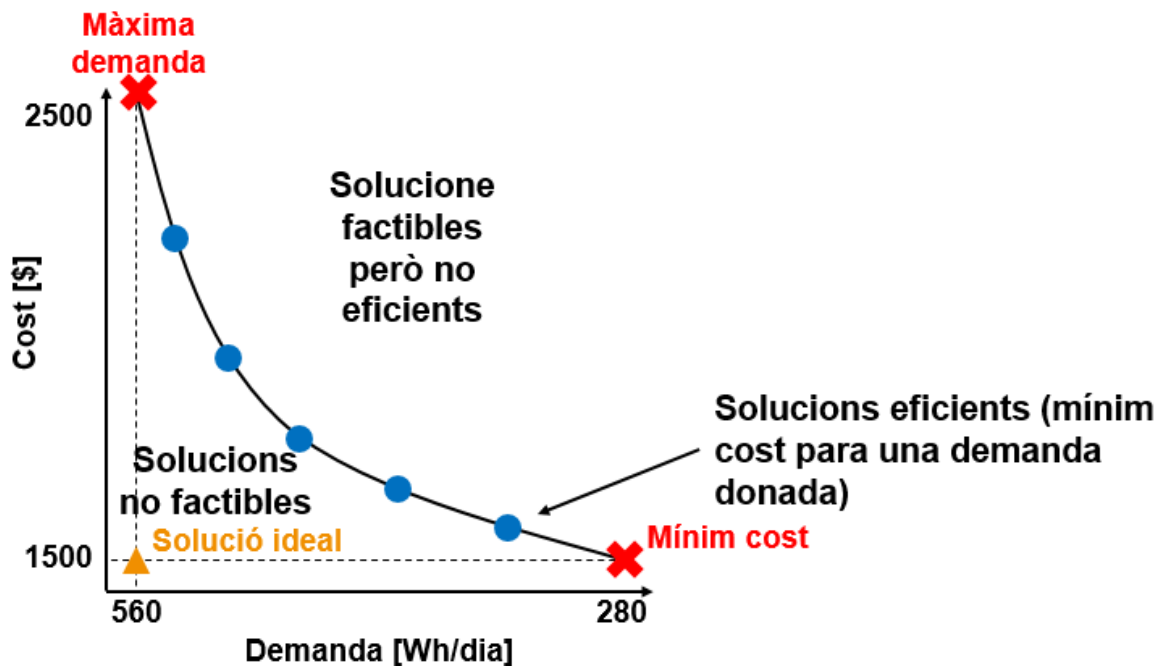 Màxima
demanda
2500
Cost [$]
Solucione
factibles
però no
eficients
Solucions eficients (mínim
cost para una demanda
donada)
Solucions
no factibles
Solució ideal
Mínim cost
1500
560
280
Demanda [Wh/dia]